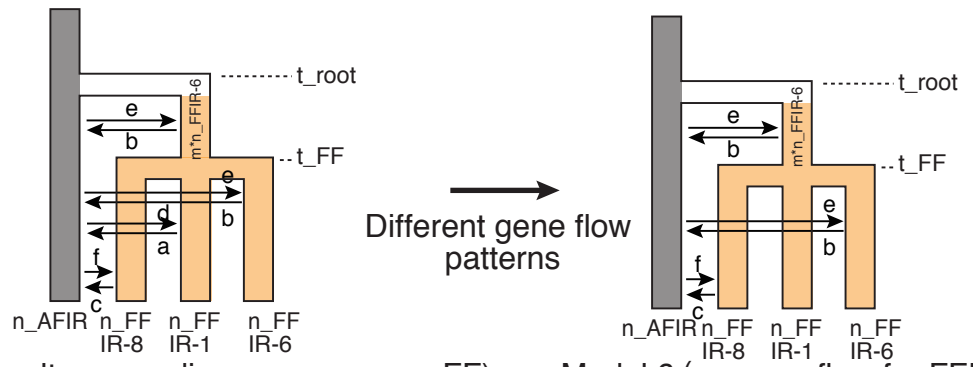 t_root
e
b
m*n_FFIR-6
t_FF
e
b
d
a
f
c
n_AFIR n_FF n_FF n_FF
IR-8 IR-1 IR-6
Different gene flow
patterns
t_root
e
b
m*n_FFIR-6
t_FF
e
b
f
c
n_AFIR n_FF n_FF n_FF
IR-8 IR-1 IR-6